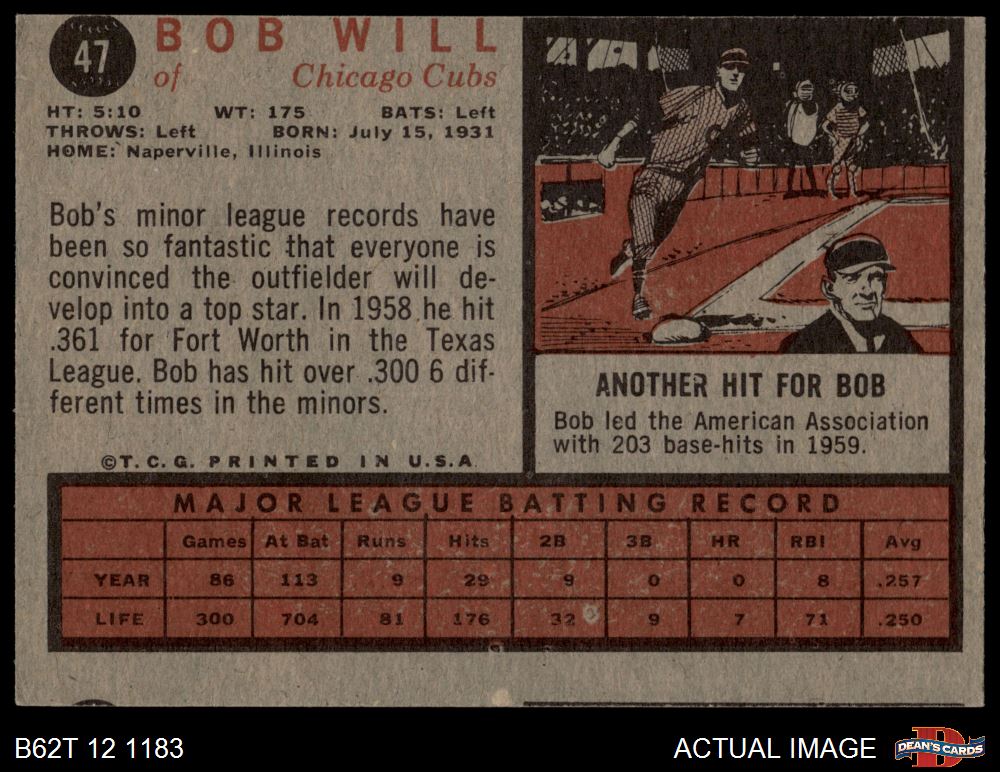 47
BOB WILL
of Chicago Cubs
HT: 5:10 WT: 175 BATS: Left
THROWS: Left BORN: July 15, 1931
HOME: Naperville, Illinois
Bob's minor league records have
been so fantastic that everyone is
convinced the outfielder will de-
velop into a top star. In 1958 he hit
.361 for Fort Worth in the Texas
League. Bob has hit over .300 6 dif-
ferent times in the minors.
©T.C.G. PRINTED IN U.S.A.
ANOTHER HIT FOR BOB
Bob led the American Association
with 203 base-hits in 1959.
MAJOR LEAGUE BATTING RECORD
Games At Bat Runs Hits 2B 3B HR RBI Avg
YEAR 86 113 9 29 9 0 0 8 .257
LIFE 300 704 81 176 32 9 7 71 .250
B62T 12 1183
ACTUAL IMAGE
D
DEAN'S CARDS